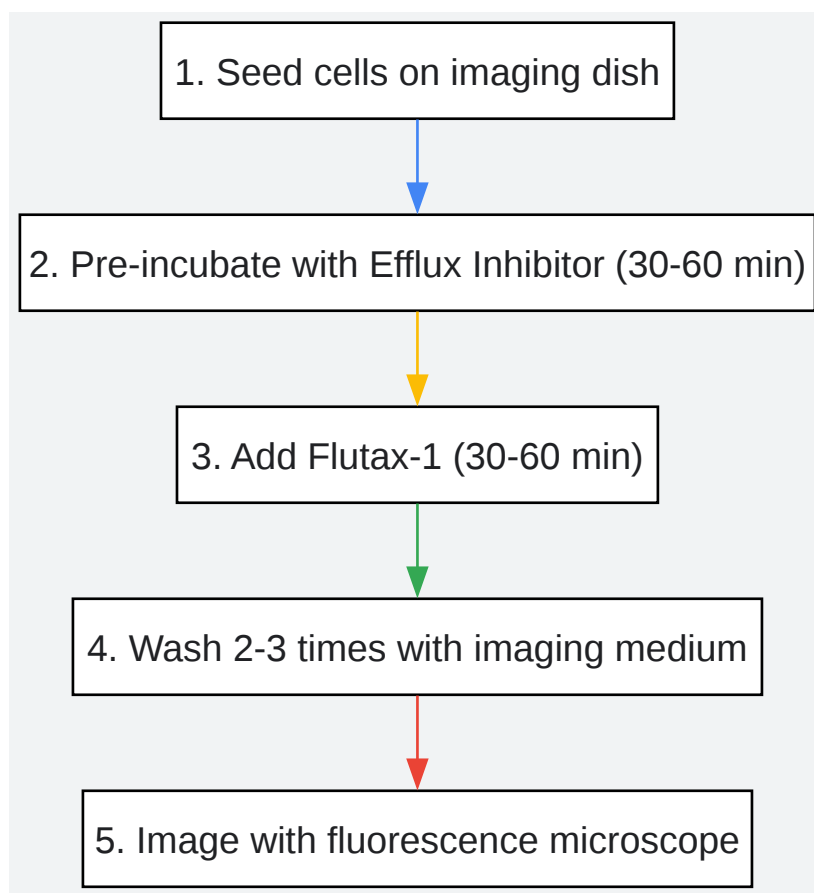 1. Seed cells on imaging dish
2. Pre-incubate with Efflux Inhibitor (30-60 min)
3. Add Flutax-1 (30-60 min)
4. Wash 2-3 times with imaging medium
5. Image with fluorescence microscope